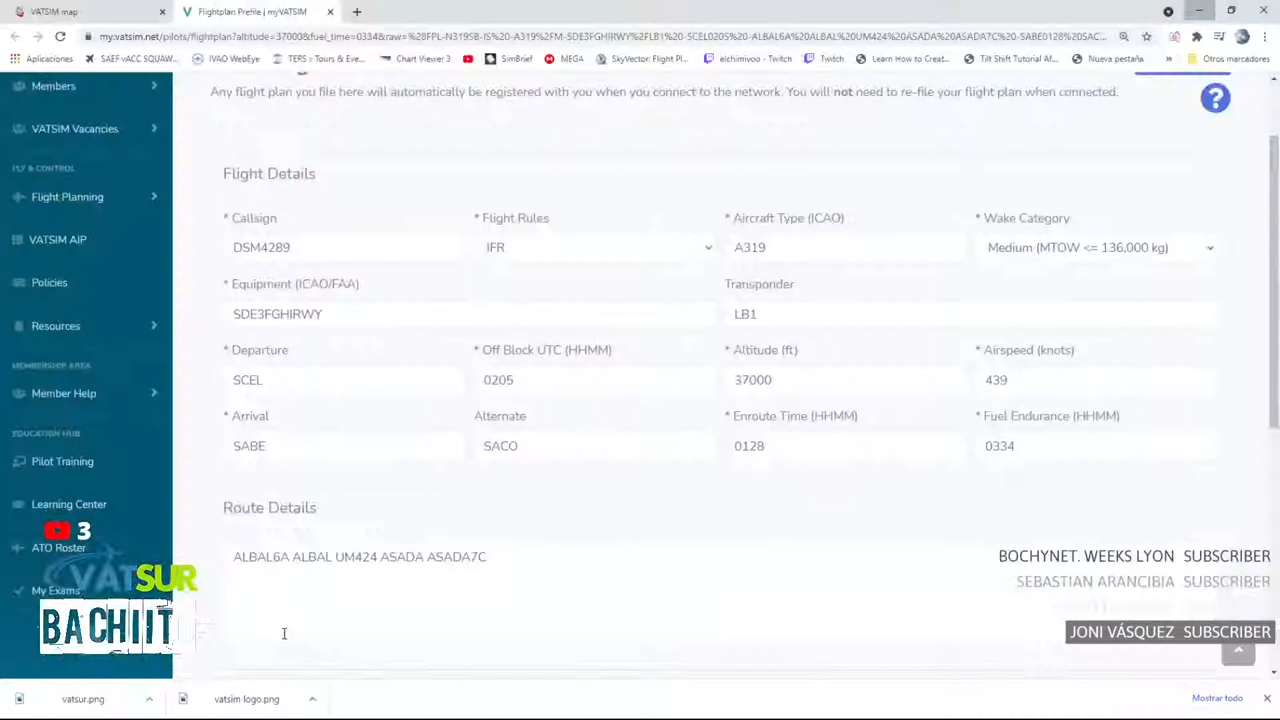 VATSIM map
Flightplan Prefile | myVATSIM
my.vatsim.net/pilots/flightplan?altitude=37000&fuel_time=0334&raw=%28FPL-N319SB-IS%20-A319%2FM-SDE3FGHIRWY%2FLB1%20-SCEL0205%20-ALBAL6A%20ALBAL%20UM424%20ASADA%20ASADA7C%20-SABE0128%20SAC...
Aplicaciones
SAEF-vACC SQUAW...
IVAO WebEye
TERS :: Tours & Eve...
Chart Viewer 3
SimBrief
MEGA
SkyVector: Flight Pl...
elchimivoo - Twitch
Twitch
Learn How to Creat...
Tilt Shift Tutorial Af...
Nueva pestaña
Otros marcadores
Members
VATSIM Vacancies
FLY & CONTROL
Flight Planning
VATSIM AIP
Policies
Resources
MEMBERSHIP AREA
Member Help
EDUCATION HUB
Pilot Training
Learning Center
3
ATO Roster
VATSUR
My Exams
BACHIIT
Any flight plan you file here will automatically be registered with you when you connect to the network. You will not need to re-file your flight plan when connected.
?
Flight Details
* Callsign
* Flight Rules
* Aircraft Type (ICAO)
* Wake Category
DSM4289
IFR
A319
Medium (MTOW <= 136,000 kg)
* Equipment (ICAO/FAA)
Transponder
SDE3FGHIRWY
LB1
* Departure
* Off Block UTC (HHMM)
* Altitude (ft)
* Airspeed (knots)
SCEL
0205
37000
439
* Arrival
Alternate
* Enroute Time (HHMM)
* Fuel Endurance (HHMM)
SABE
SACO
0128
0334
Route Details
ALBAL6A ALBAL UM424 ASADA ASADA7C
BOCHYNET. WEEKS LYON SUBSCRIBER
SEBASTIAN ARANCIBIA SUBSCRIBER
JONI VÁSQUEZ SUBSCRIBER
vatsur.png
vatsim logo.png
Mostrar todo